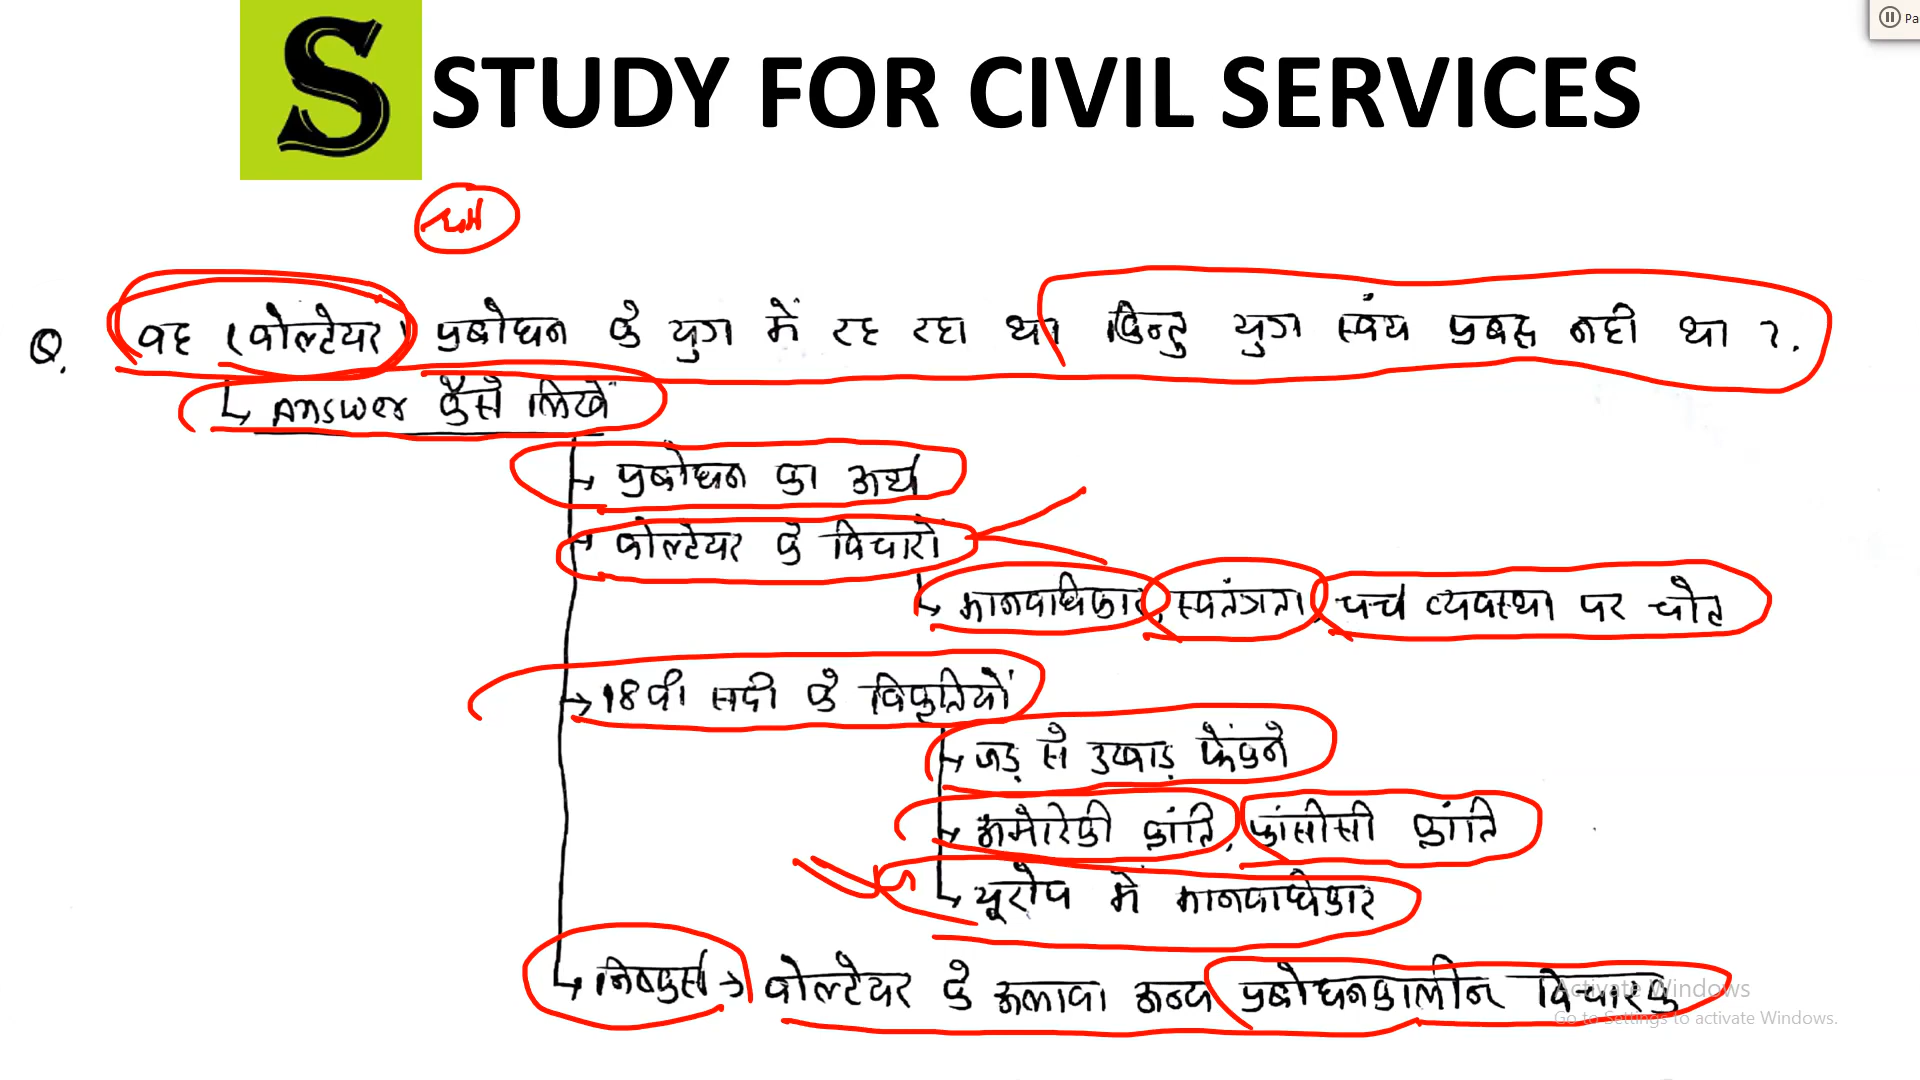 S STUDY FOR CIVIL SERVICES
Pa
Q. वह (वोल्टेयर) प्रबोधन के युग में रह रहा था किन्तु युग स्वंय प्रबुद्ध नही था ?.
Answer कैसे लिखें
प्रबोधन का अर्थ
वोल्टेयर के विचारों
मानवाधिकार, स्वतंत्रता, चर्च व्यवस्था पर चोट
18वी सदी के विकृतियों
जड़ से उखाड़ फेंकने
अमेरिकी क्रांति, फ्रांसीसी क्रांति
यूरोप में मानवाधिकार
निष्कर्स → वोल्टेयर के अलावा अन्य प्रबोधनकालीन विचारक
Activate Windows
Go to Settings to activate Windows.